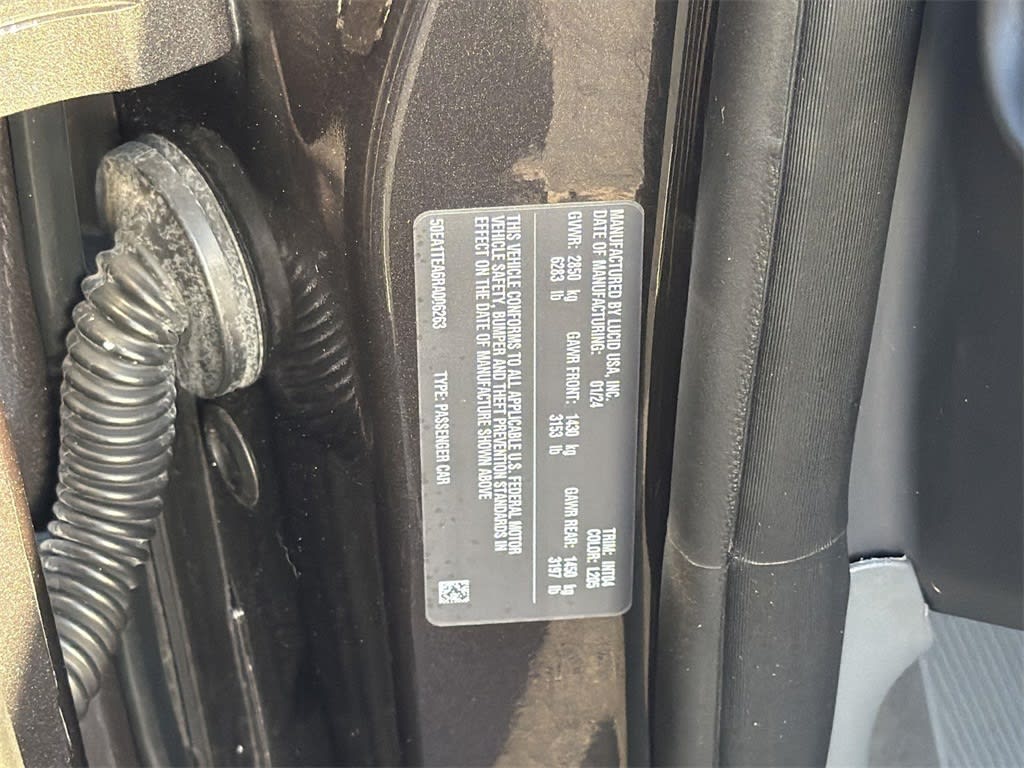 MANUFACTURED BY LUCID USA, INC.
DATE OF MANUFACTURING: 01/24
TRIM: INT04
COLOR: L205
GVWR: 2850 kg GAWR FRONT: 1430 kg GAWR REAR: 1450 kg
6283 lb 3153 lb 3197 lb
THIS VEHICLE CONFORMS TO ALL APPLICABLE U.S. FEDERAL MOTOR
VEHICLE SAFETY, BUMPER AND THEFT PREVENTION STANDARDS IN
EFFECT ON THE DATE OF MANUFACTURE SHOWN ABOVE
50EA1TEA6RA006263 TYPE: PASSENGER CAR